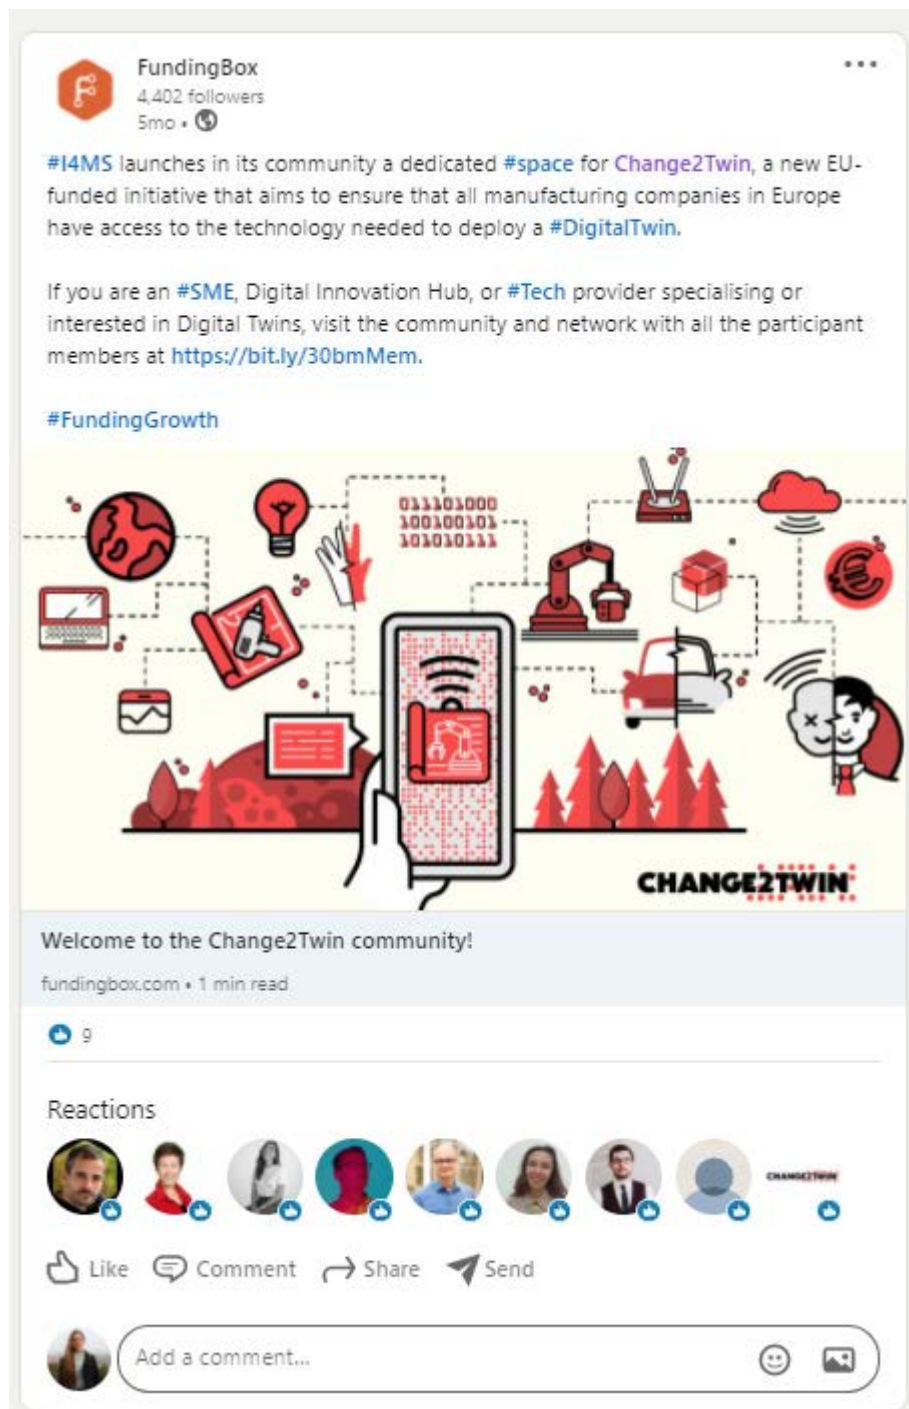 FundingBox
4,402 followers
5mo •
#I4MS launches in its community a dedicated #space for Change2Twin, a new EU-
funded initiative that aims to ensure that all manufacturing companies in Europe
have access to the technology needed to deploy a #DigitalTwin.
If you are an #SME, Digital Innovation Hub, or #Tech provider specialising or
interested in Digital Twins, visit the community and network with all the participant
members at https://bit.ly/30bmMem.
#FundingGrowth
011101000
100100101
101010111
CHANGE2TWIN
Welcome to the Change2Twin community!
fundingbox.com • 1 min read
9
Reactions
CHANGE2TWIN
Like Comment Share Send
Add a comment...